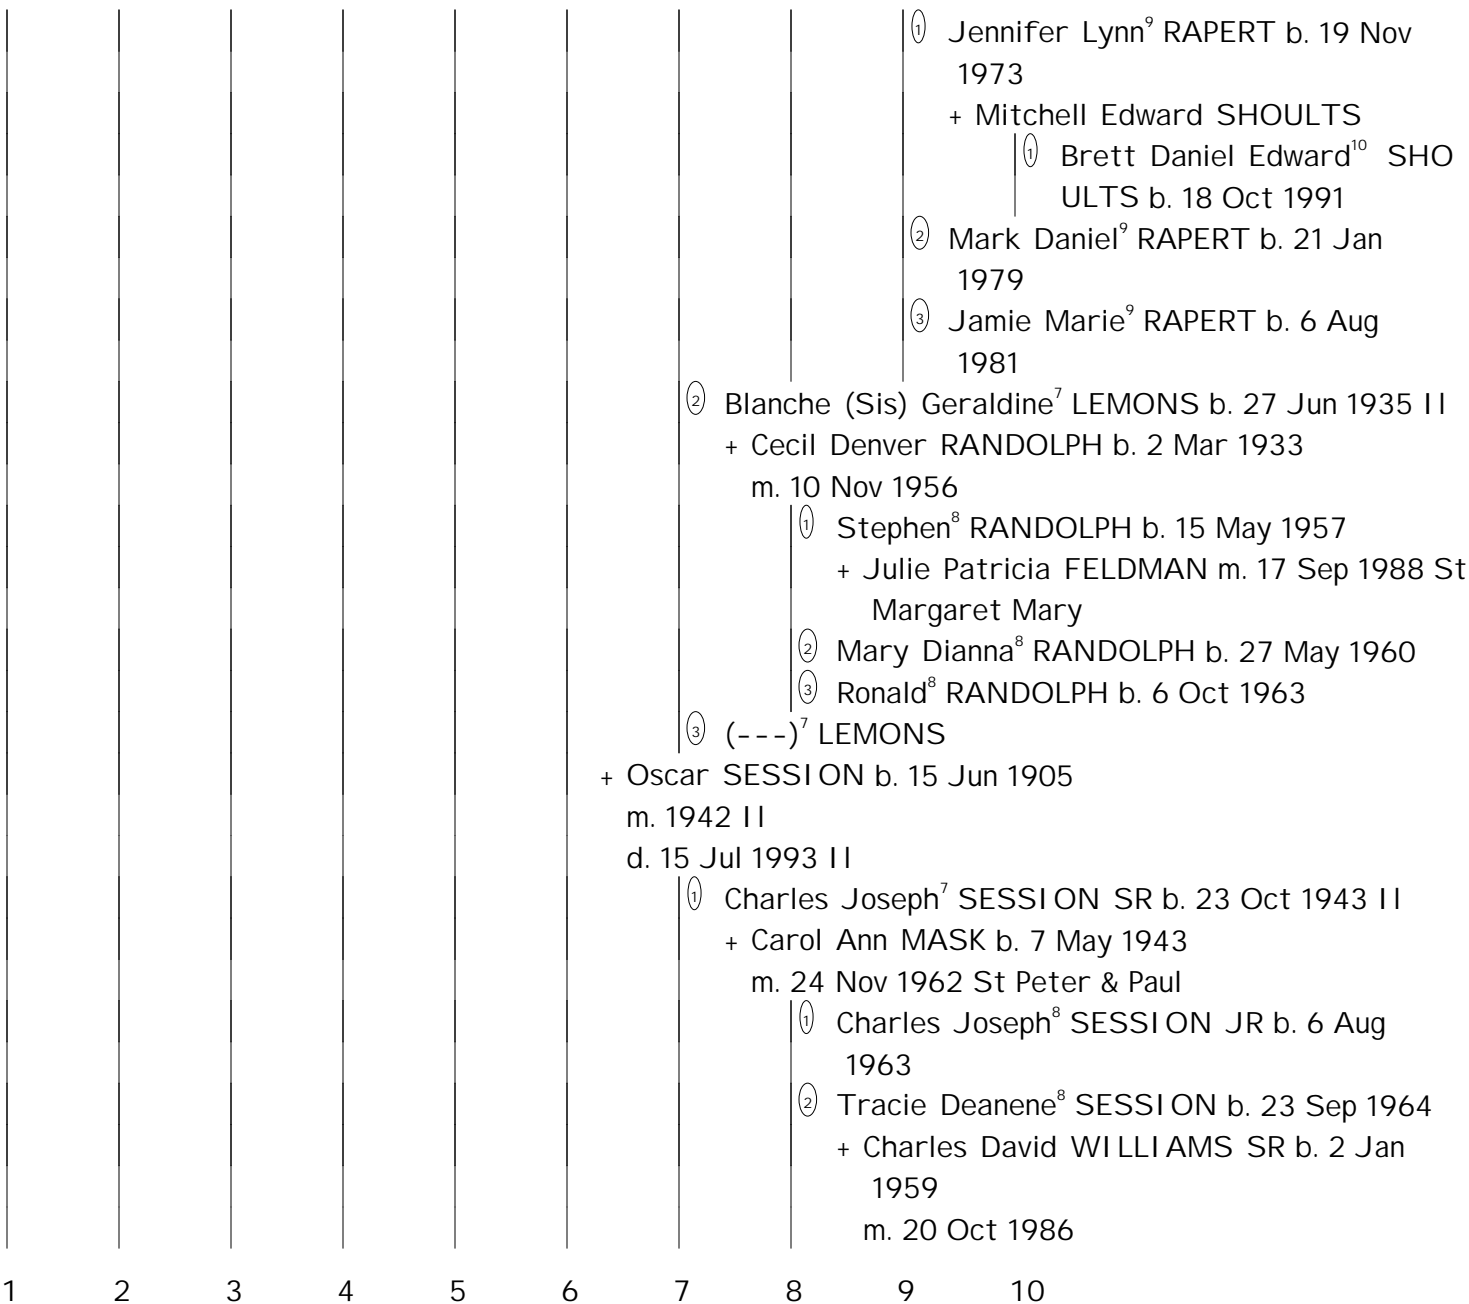 ① Jennifer Lynn⁹ RAPERT b. 19 Nov
1973
+ Mitchell Edward SHOULTS
① Brett Daniel Edward¹⁰ SHO
ULTS b. 18 Oct 1991
② Mark Daniel⁹ RAPERT b. 21 Jan
1979
③ Jamie Marie⁹ RAPERT b. 6 Aug
1981
② Blanche (Sis) Geraldine⁷ LEMONS b. 27 Jun 1935 Il
+ Cecil Denver RANDOLPH b. 2 Mar 1933
m. 10 Nov 1956
① Stephen⁸ RANDOLPH b. 15 May 1957
+ Julie Patricia FELDMAN m. 17 Sep 1988 St
Margaret Mary
② Mary Dianna⁸ RANDOLPH b. 27 May 1960
③ Ronald⁸ RANDOLPH b. 6 Oct 1963
③ (---)⁷ LEMONS
+ Oscar SESSION b. 15 Jun 1905
m. 1942 Il
d. 15 Jul 1993 Il
① Charles Joseph⁷ SESSION SR b. 23 Oct 1943 Il
+ Carol Ann MASK b. 7 May 1943
m. 24 Nov 1962 St Peter & Paul
① Charles Joseph⁸ SESSION JR b. 6 Aug
1963
② Tracie Deanene⁸ SESSION b. 23 Sep 1964
+ Charles David WILLIAMS SR b. 2 Jan
1959
m. 20 Oct 1986
1 2 3 4 5 6 7 8 9 10